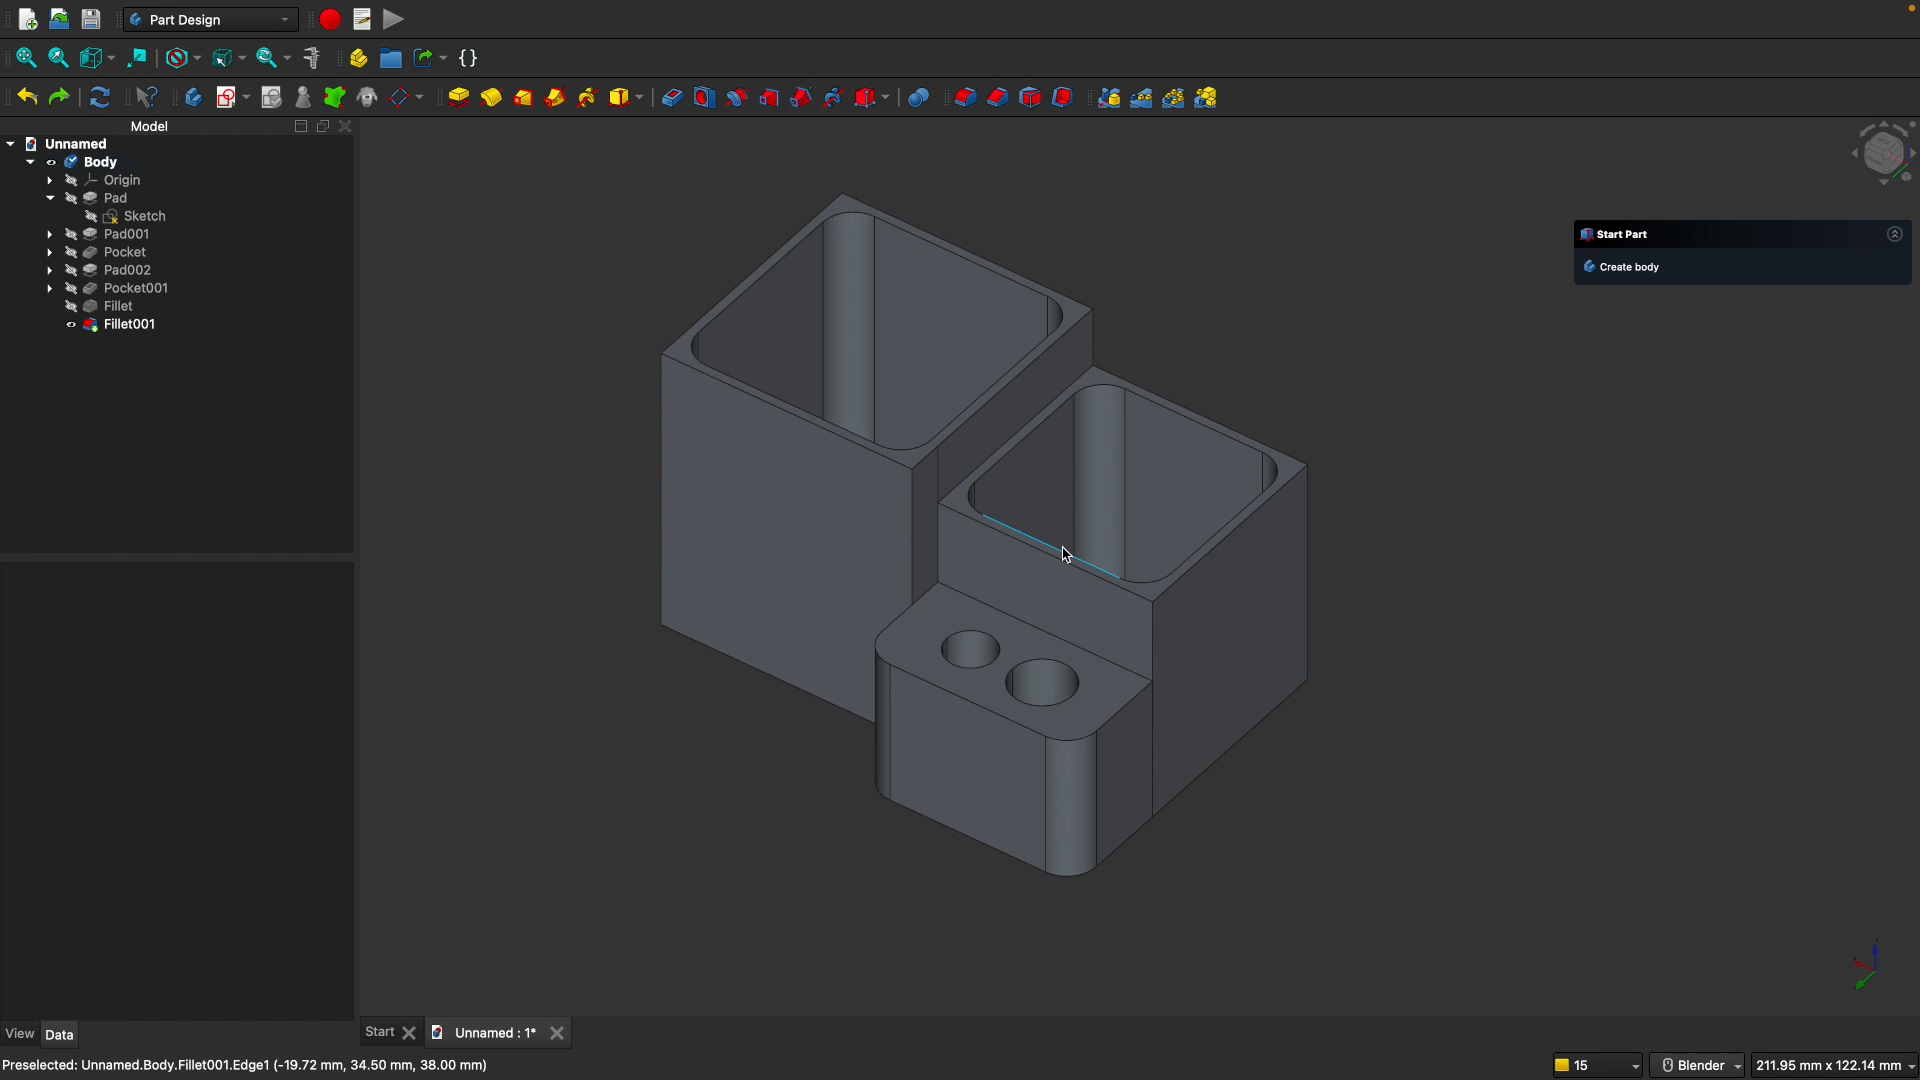 Part Design
{}
Model
Unnamed
Body
Origin
Pad
Sketch
Pad001
Pocket
Pad002
Pocket001
Fillet
Fillet001
Start Part
Create body
View Data
Start Unnamed : 1*
Preselected: Unnamed.Body.Fillet001.Edge1 (-19.72 mm, 34.50 mm, 38.00 mm)
15 Blender 211.95 mm x 122.14 mm